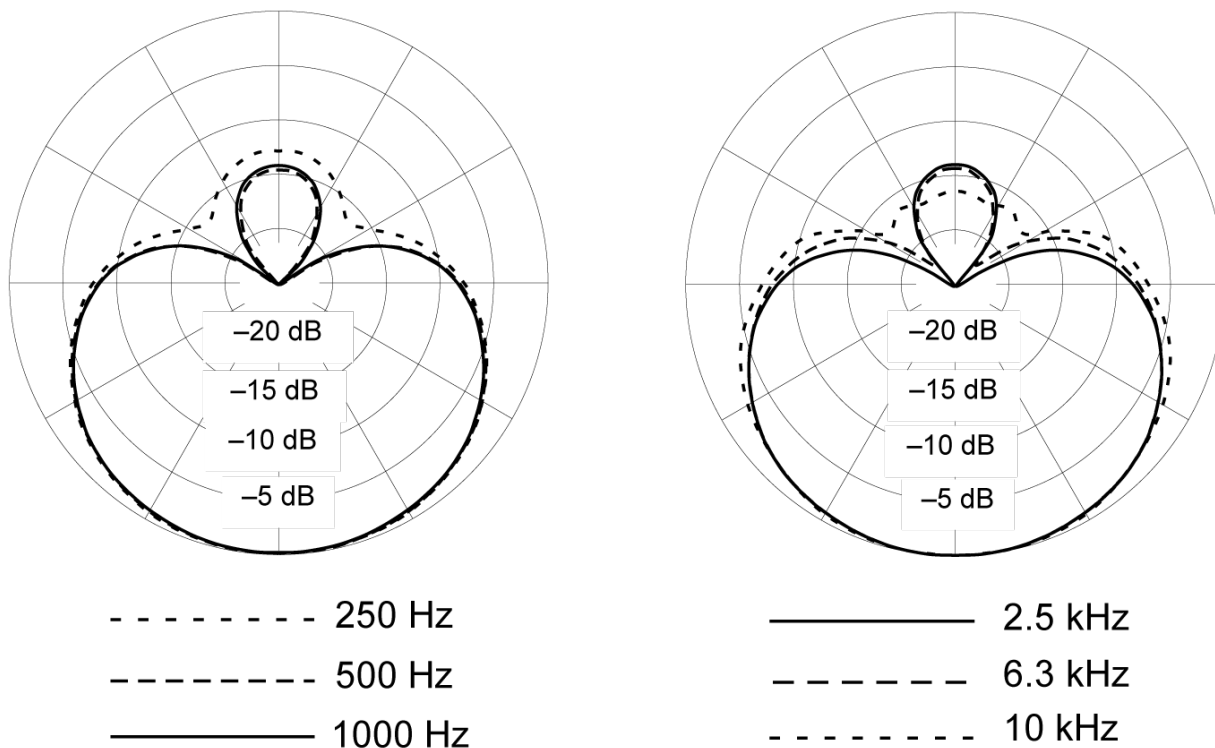 –20 dB
–15 dB
–10 dB
–5 dB
250 Hz
500 Hz
1000 Hz
–20 dB
–15 dB
–10 dB
–5 dB
2.5 kHz
6.3 kHz
10 kHz